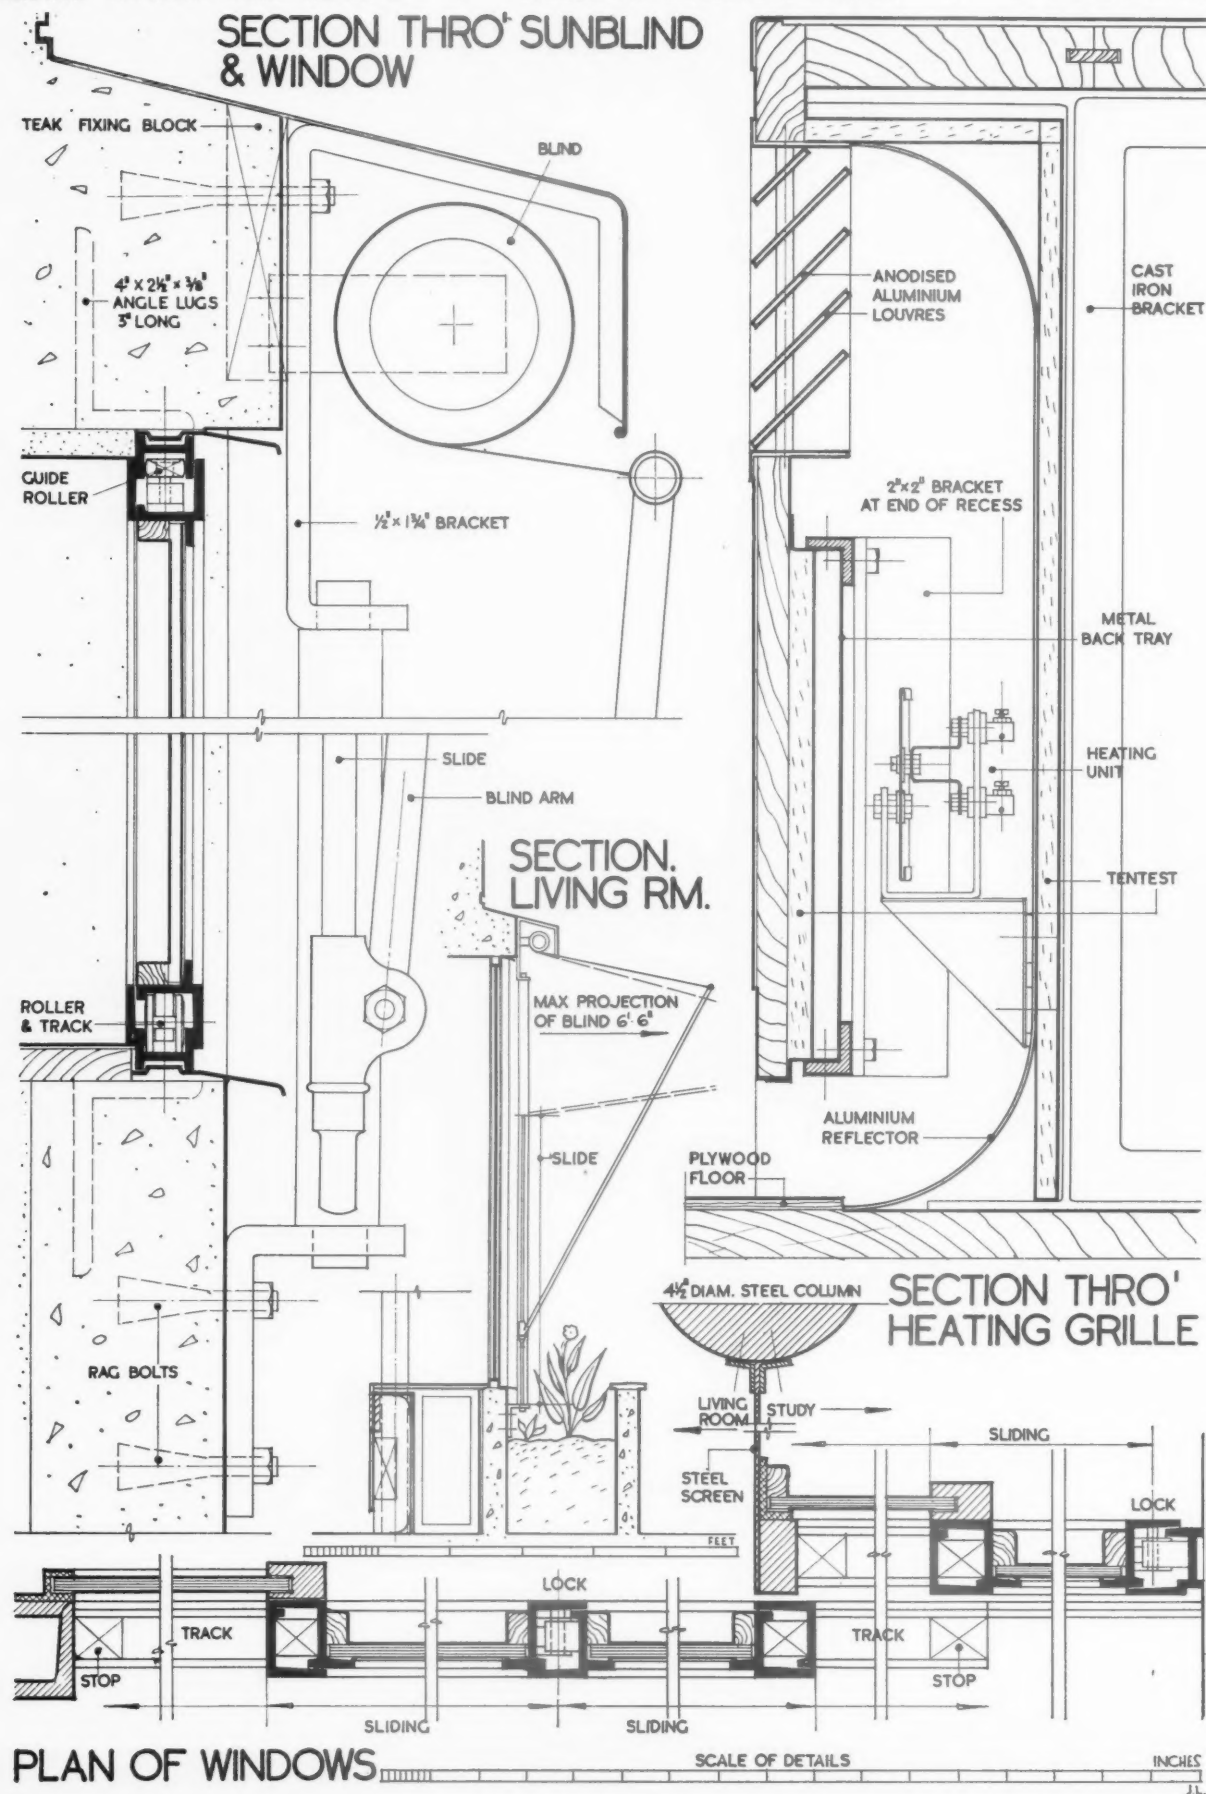 SECTION THRO' SUNBLIND
& WINDOW
TEAK FIXING BLOCK
BLIND
4" X 2½" X 3/8"
ANGLE LUGS
3" LONG
GUIDE
ROLLER
½" X 1¾" BRACKET
SLIDE
BLIND ARM
ROLLER
& TRACK
RAG BOLTS
SECTION.
LIVING RM.
MAX PROJECTION
OF BLIND 6'-6"
SLIDE
FEET
ANODISED
ALUMINIUM
LOUVRES
CAST
IRON
BRACKET
2" X 2" BRACKET
AT END OF RECESS
METAL
BACK TRAY
HEATING
UNIT
TENTEST
ALUMINIUM
REFLECTOR
PLYWOOD
FLOOR
SECTION THRO'
HEATING GRILLE
4½" DIAM. STEEL COLUMN
LIVING
ROOM
STUDY
STEEL
SCREEN
SLIDING
LOCK
LOCK
TRACK
STOP
TRACK
STOP
SLIDING
SLIDING
PLAN OF WINDOWS
SCALE OF DETAILS
INCHES
J.L.